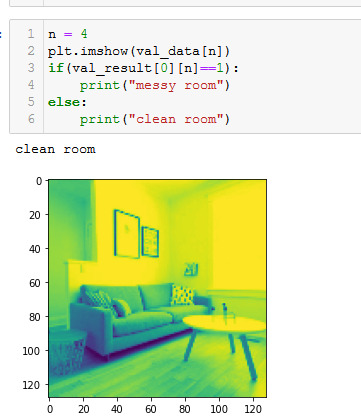 1 n = 4
2 plt.imshow(val_data[n])
3 if(val_result[0][n]==1):
4 print("messy room")
5 else:
6 print("clean room")
clean room
0
20
40
60
80
100
120
0 20 40 60 80 100 120